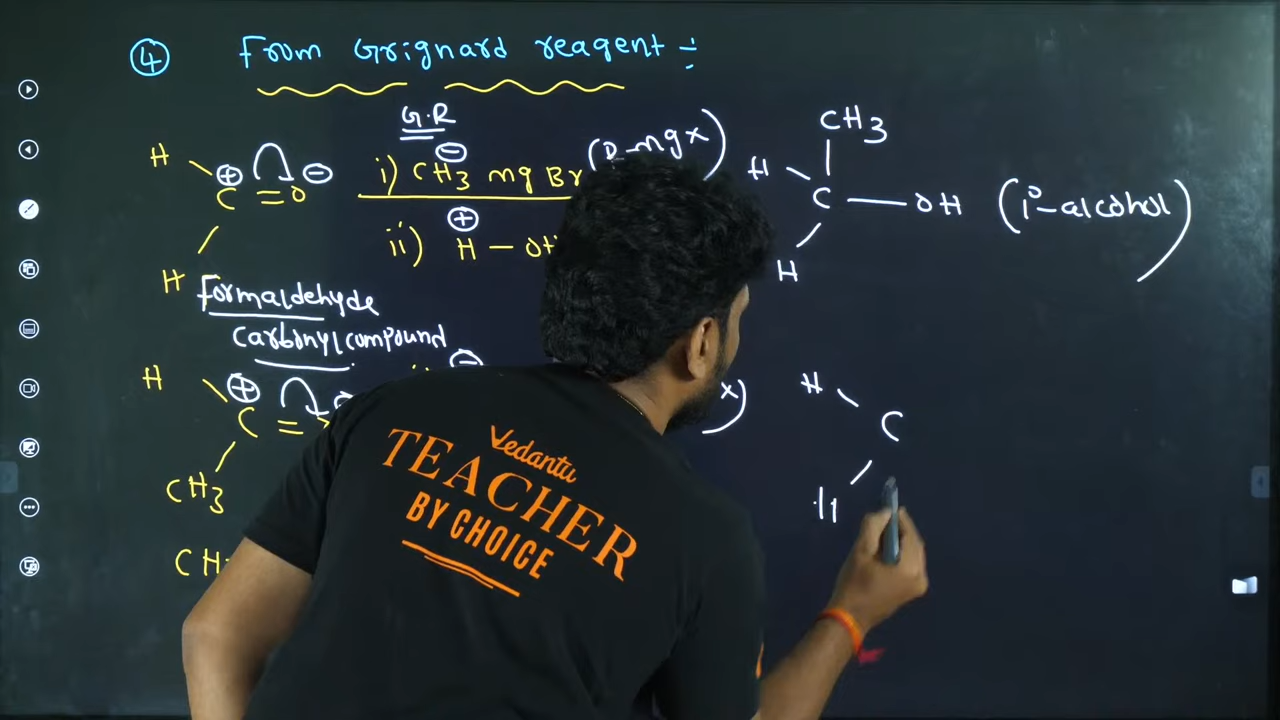 ④ From Grignard reagent :-
G.R
CH3
H ⊕ ⊖ i) CH3 mg Br (R-mgx) H
C = O C — OH (1°-alcohol)
⊖
⊕
ii) H — OH
H H
Formaldehyde
Carbonyl compound
⊖
H ⊕ x) H
C = C
CH3
CH
Vedantu
TEACHER
BY CHOICE